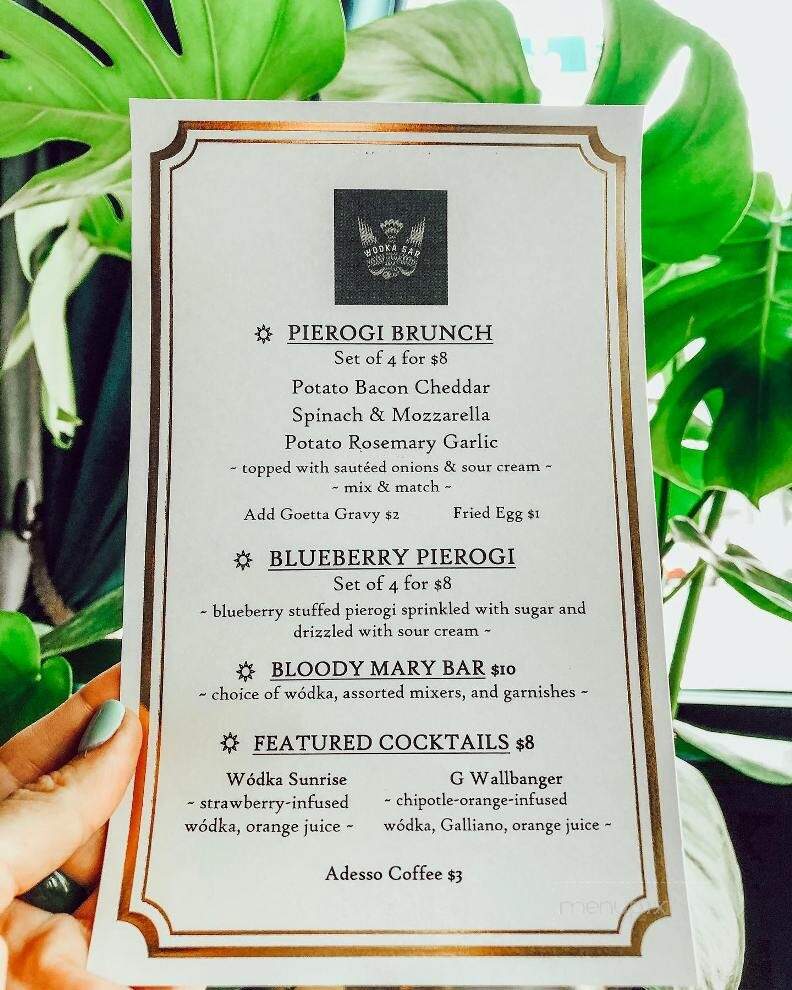 WODKA BAR
PIEROGI BRUNCH
Set of 4 for $8
Potato Bacon Cheddar
Spinach & Mozzarella
Potato Rosemary Garlic
~ topped with sautéed onions & sour cream ~
~ mix & match ~
Add Goetta Gravy $2 Fried Egg $1
BLUEBERRY PIEROGI
Set of 4 for $8
~ blueberry stuffed pierogi sprinkled with sugar and
drizzled with sour cream ~
BLOODY MARY BAR $10
~ choice of wódka, assorted mixers, and garnishes ~
FEATURED COCKTAILS $8
Wódka Sunrise
~ strawberry-infused
wódka, orange juice ~
G Wallbanger
~ chipotle-orange-infused
wódka, Galliano, orange juice ~
Adesso Coffee $3